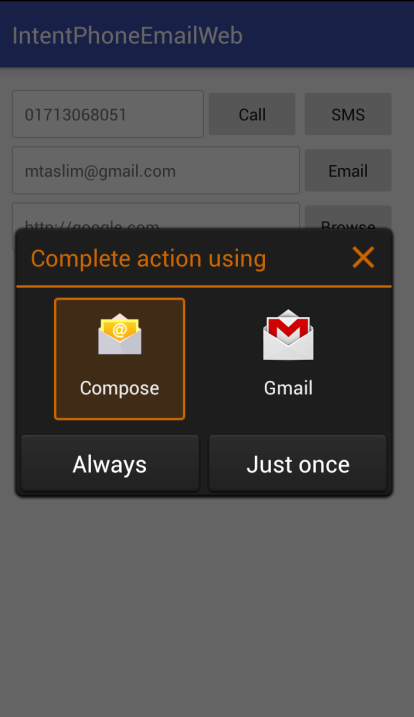 IntentPhoneEmailWeb
01713068051 Call SMS
mtaslim@gmail.com Email
http://google.com Browse
Complete action using
@
Compose Gmail
Always Just once